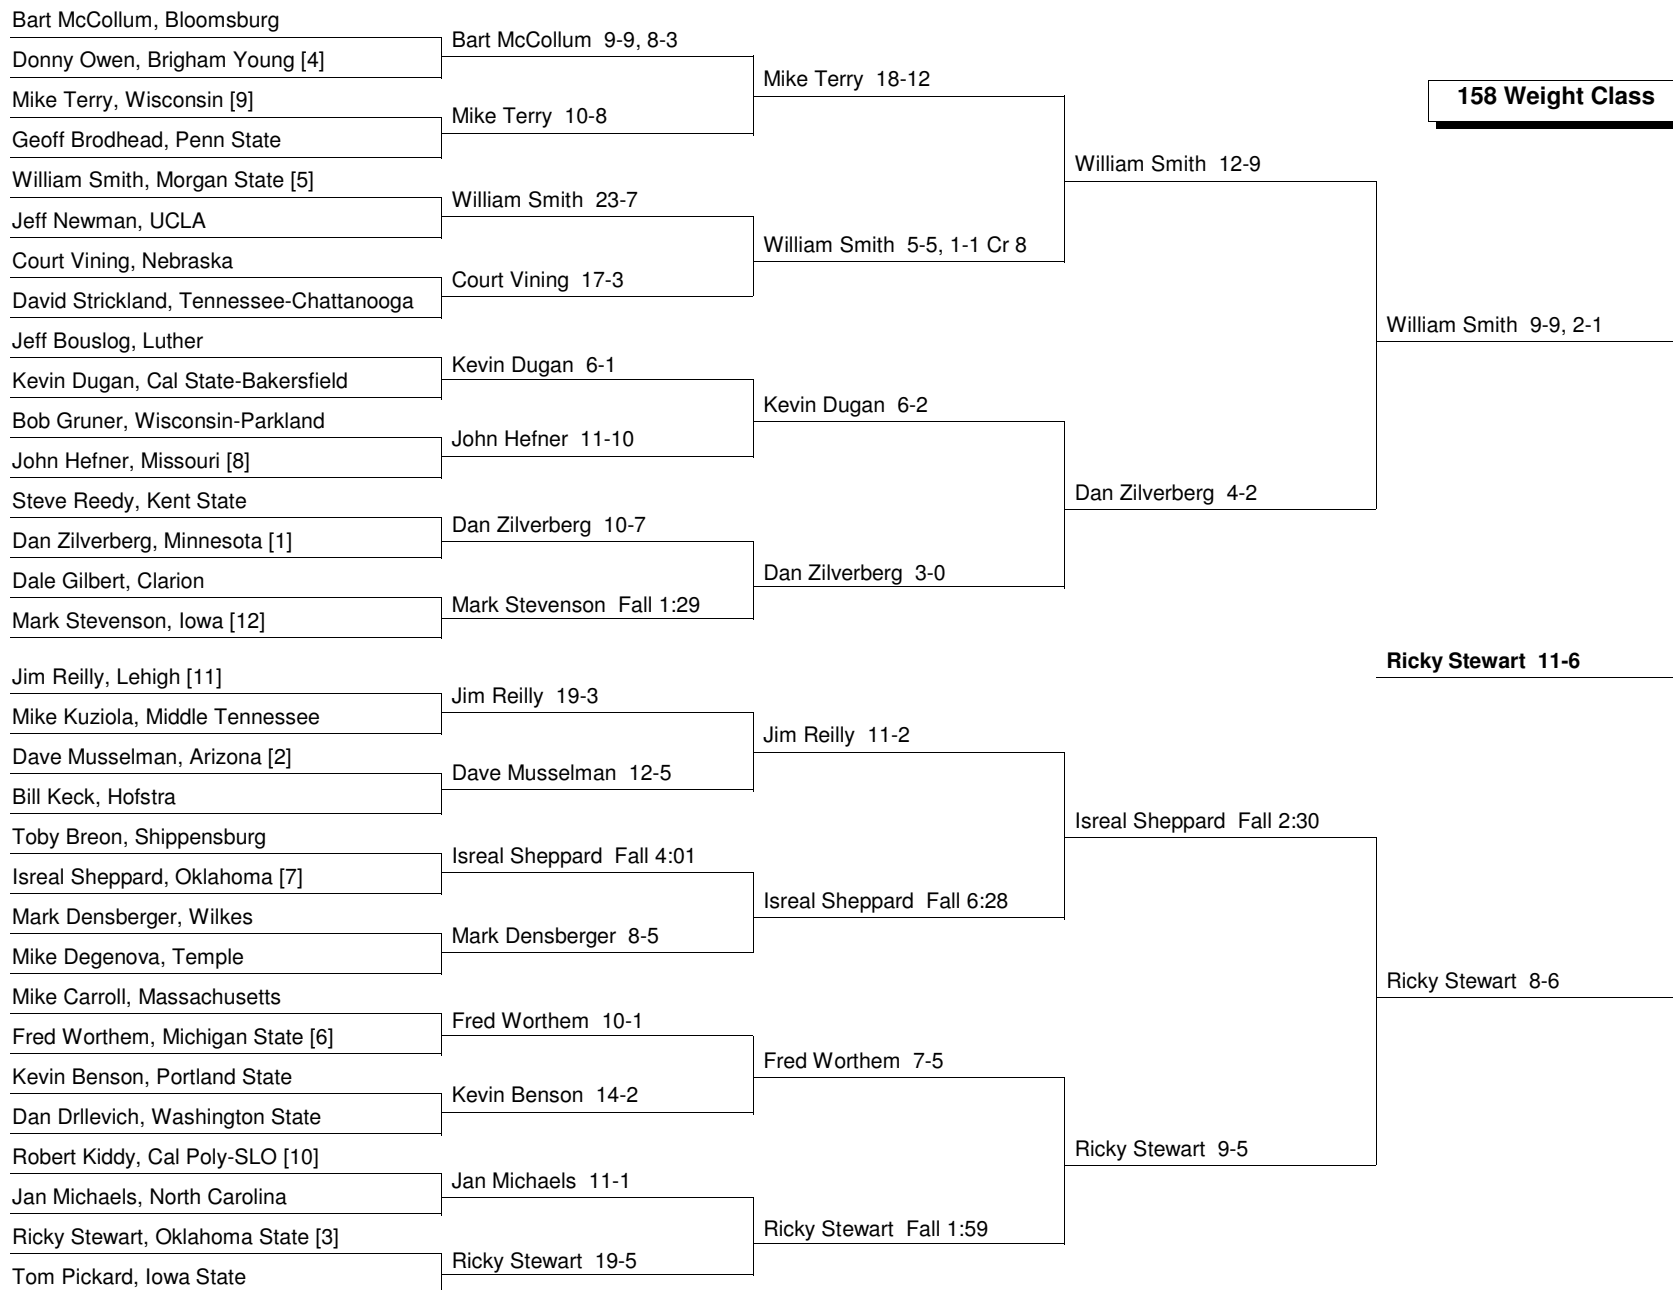 Bart McCollum, Bloomsburg
Donny Owen, Brigham Young [4]
Mike Terry, Wisconsin [9]
Geoff Brodhead, Penn State
William Smith, Morgan State [5]
Jeff Newman, UCLA
Court Vining, Nebraska
David Strickland, Tennessee-Chattanooga
Jeff Bouslog, Luther
Kevin Dugan, Cal State-Bakersfield
Bob Gruner, Wisconsin-Parkland
John Hefner, Missouri [8]
Steve Reedy, Kent State
Dan Zilverberg, Minnesota [1]
Dale Gilbert, Clarion
Mark Stevenson, Iowa [12]
Jim Reilly, Lehigh [11]
Mike Kuziola, Middle Tennessee
Dave Musselman, Arizona [2]
Bill Keck, Hofstra
Toby Breon, Shippensburg
Isreal Sheppard, Oklahoma [7]
Mark Densberger, Wilkes
Mike Degenova, Temple
Mike Carroll, Massachusetts
Fred Worthem, Michigan State [6]
Kevin Benson, Portland State
Dan Drllevich, Washington State
Robert Kiddy, Cal Poly-SLO [10]
Jan Michaels, North Carolina
Ricky Stewart, Oklahoma State [3]
Tom Pickard, Iowa State
Bart McCollum 9-9, 8-3
Mike Terry 10-8
William Smith 23-7
Court Vining 17-3
Kevin Dugan 6-1
John Hefner 11-10
Dan Zilverberg 10-7
Mark Stevenson Fall 1:29
Jim Reilly 19-3
Dave Musselman 12-5
Isreal Sheppard Fall 4:01
Mark Densberger 8-5
Fred Worthem 10-1
Kevin Benson 14-2
Jan Michaels 11-1
Ricky Stewart 19-5
Mike Terry 18-12
William Smith 5-5, 1-1 Cr 8
Kevin Dugan 6-2
Dan Zilverberg 3-0
Jim Reilly 11-2
Isreal Sheppard Fall 6:28
Fred Worthem 7-5
Ricky Stewart Fall 1:59
William Smith 12-9
Dan Zilverberg 4-2
Isreal Sheppard Fall 2:30
Ricky Stewart 9-5
158 Weight Class
William Smith 9-9, 2-1
Ricky Stewart 11-6
Ricky Stewart 8-6